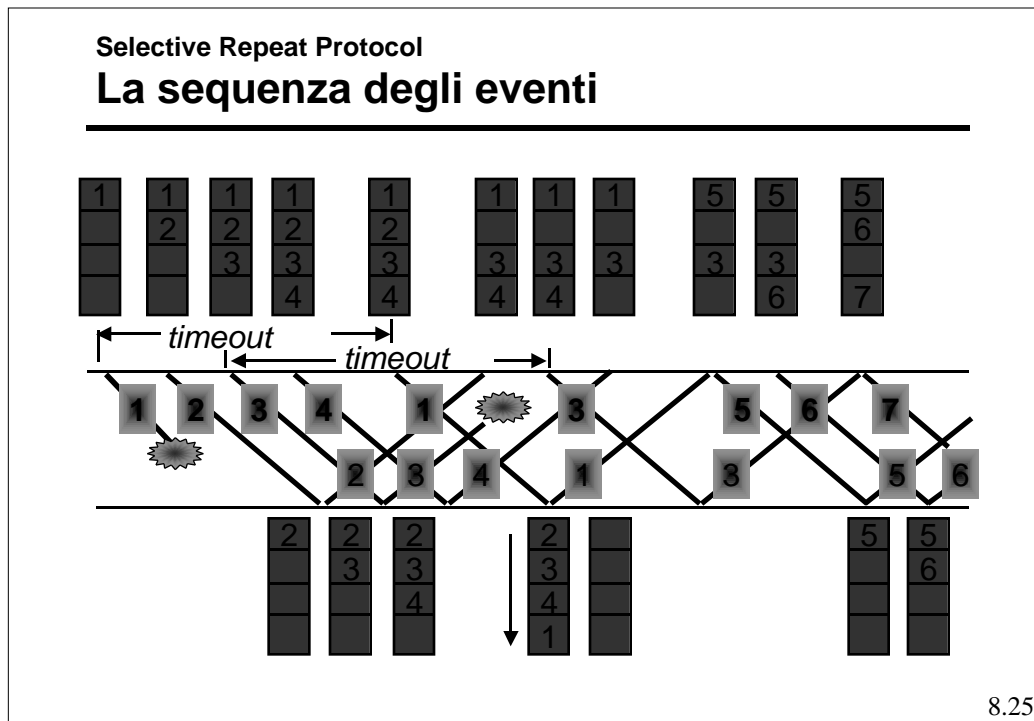 Selective Repeat Protocol
La sequenza degli eventi
1 1 1 1 1 1 1 1 5 5 5
2 2 2 2 6
3 3 3 3 3 3 3 3
4 4 4 4 6 7
timeout
timeout
1 2 3 4 1 3 5 6 7
2 3 4 1 3 5 6
2 2 2 2 5 5
3 3 3 6
4 4
1
8.25